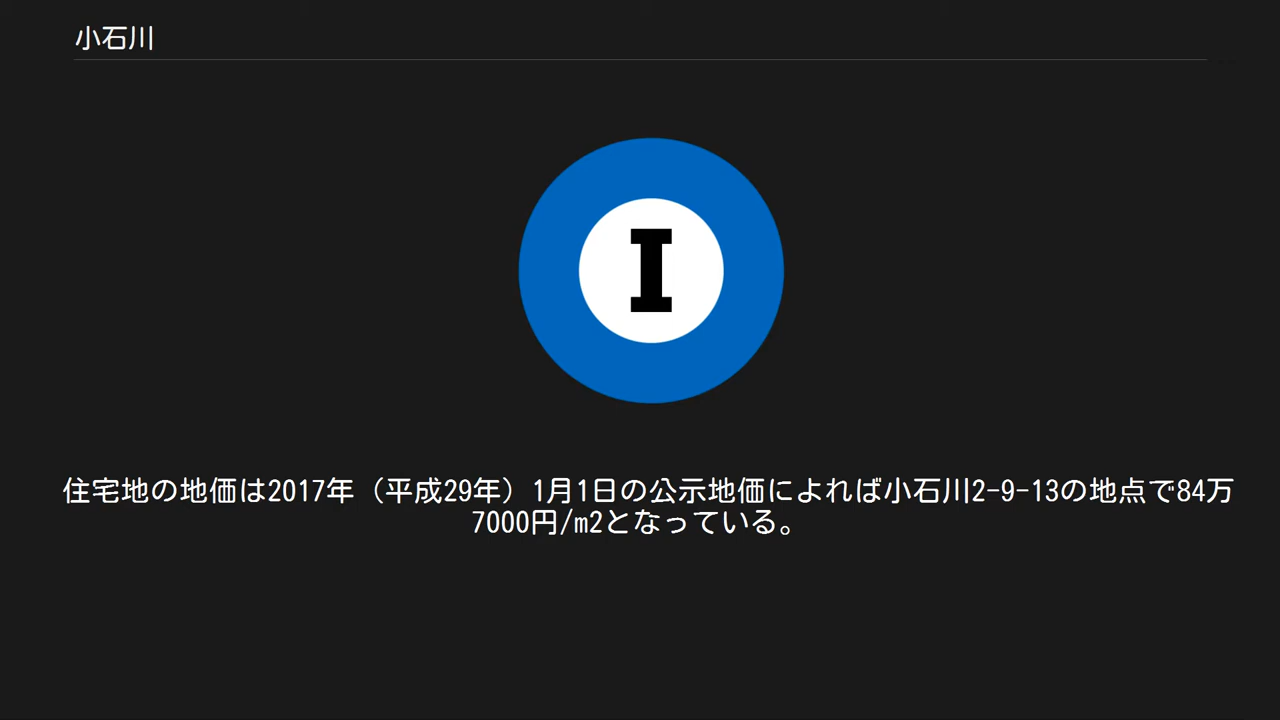 小石川
I
住宅地の地価は2017年（平成29年）1月1日の公示地価によれば小石川2-9-13の地点で84万
7000円/m2となっている。